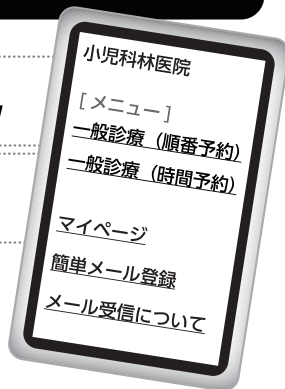 小児科林医院
[メニュー]
一般診療（順番予約）
一般診療（時間予約）
マイページ
簡単メール登録
メール受信について